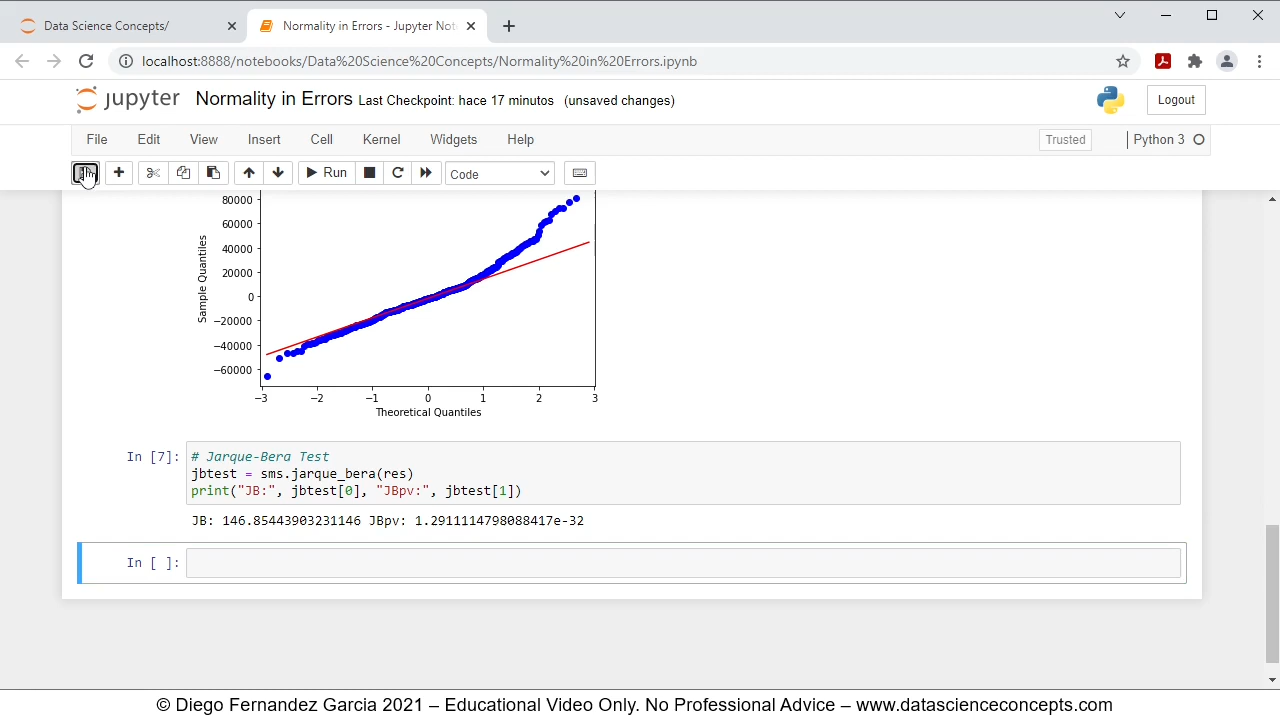 Data Science Concepts/
Normality in Errors - Jupyter Not
localhost:8888/notebooks/Data%20Science%20Concepts/Normality%20in%20Errors.ipynb
jupyter Normality in Errors Last Checkpoint: hace 17 minutos (unsaved changes)
Logout
File Edit View Insert Cell Kernel Widgets Help
Trusted
Python 3
Run
Code
80000
60000
40000
20000
0
−20000
−40000
−60000
Sample Quantiles
−3 −2 −1 0 1 2 3
Theoretical Quantiles
In [7]: # Jarque-Bera Test
jbtest = sms.jarque_bera(res)
print("JB:", jbtest[0], "JBpv:", jbtest[1])
JB: 146.85443903231146 JBpv: 1.2911114798088417e-32
In [ ]:
© Diego Fernandez Garcia 2021 – Educational Video Only. No Professional Advice – www.datascienceconcepts.com